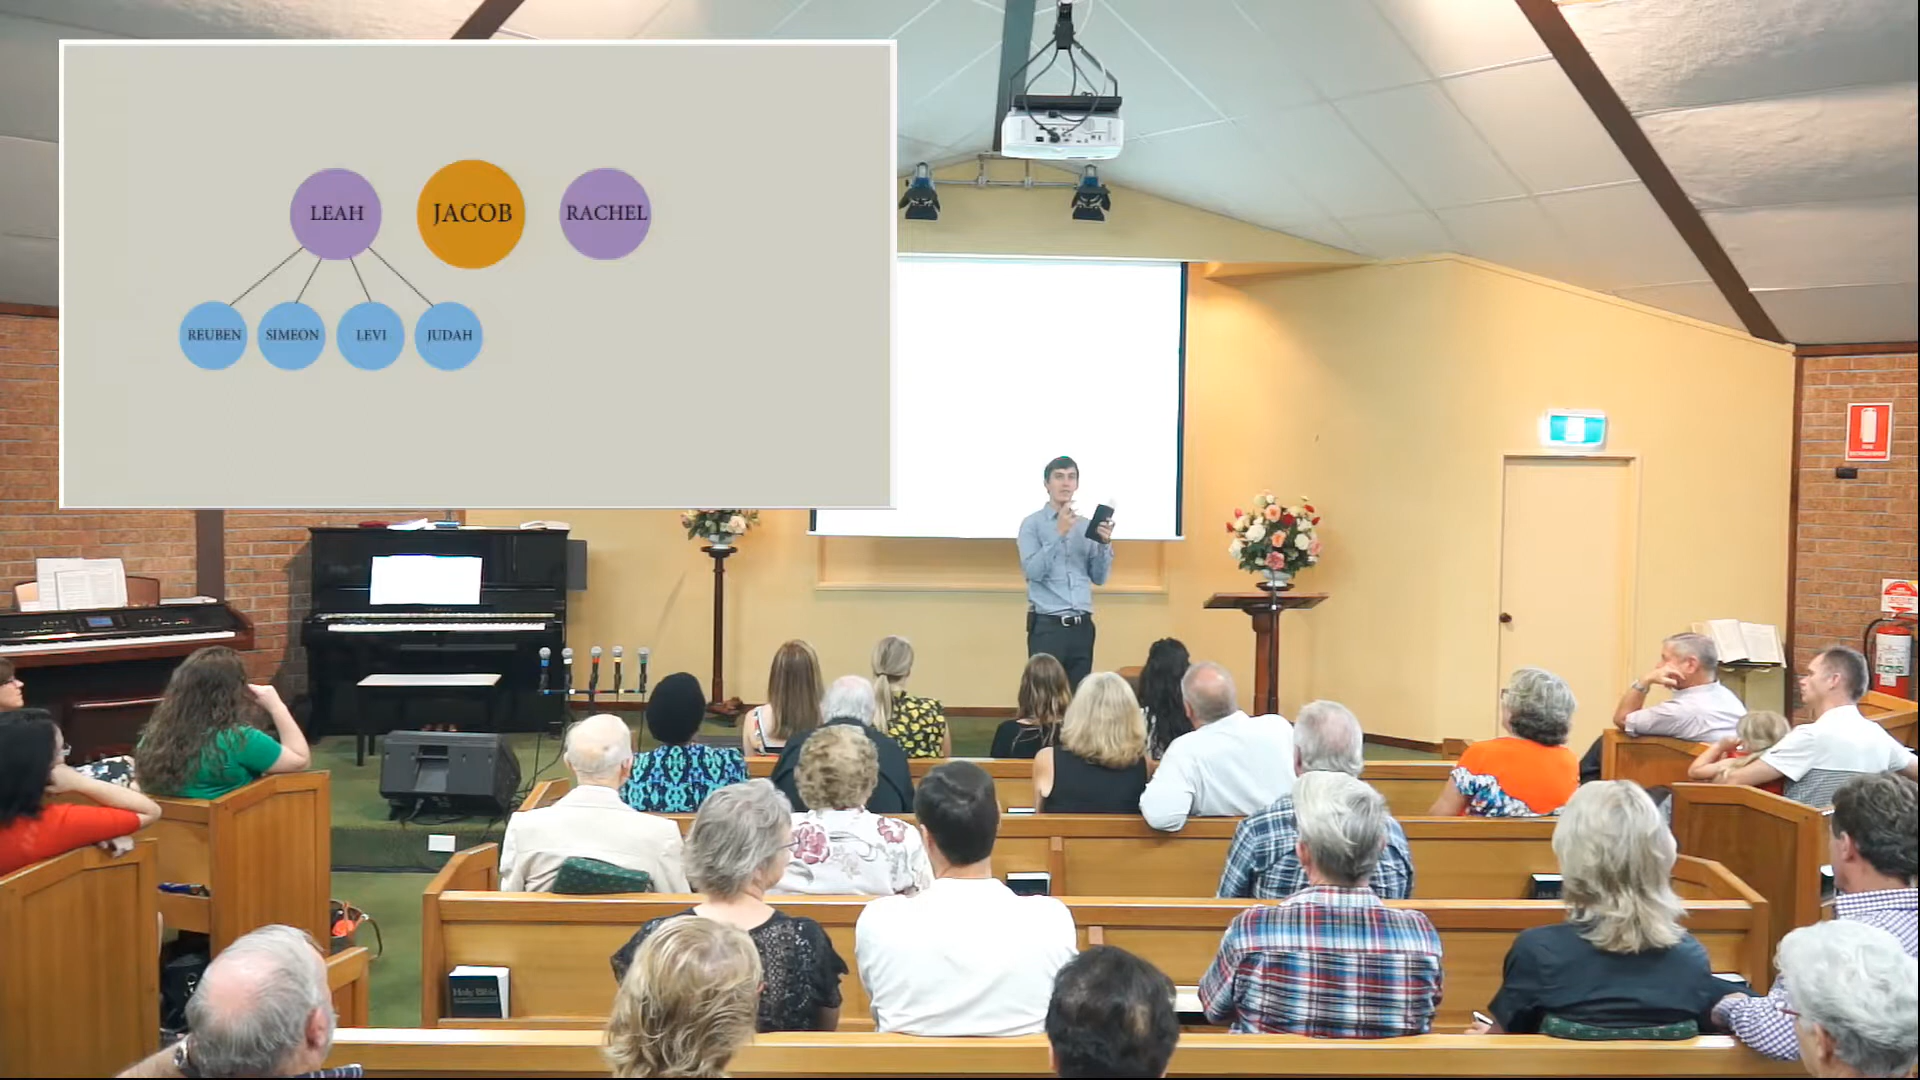 LEAH
JACOB
RACHEL
REUBEN
SIMEON
LEVI
JUDAH
Holy Bible